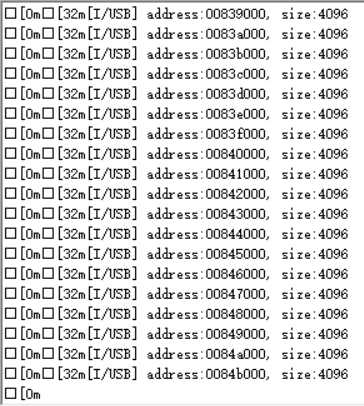 □[0m□[32m[I/USB] address:00839000, size:4096
□[0m□[32m[I/USB] address:0083a000, size:4096
□[0m□[32m[I/USB] address:0083b000, size:4096
□[0m□[32m[I/USB] address:0083c000, size:4096
□[0m□[32m[I/USB] address:0083d000, size:4096
□[0m□[32m[I/USB] address:0083e000, size:4096
□[0m□[32m[I/USB] address:0083f000, size:4096
□[0m□[32m[I/USB] address:00840000, size:4096
□[0m□[32m[I/USB] address:00841000, size:4096
□[0m□[32m[I/USB] address:00842000, size:4096
□[0m□[32m[I/USB] address:00843000, size:4096
□[0m□[32m[I/USB] address:00844000, size:4096
□[0m□[32m[I/USB] address:00845000, size:4096
□[0m□[32m[I/USB] address:00846000, size:4096
□[0m□[32m[I/USB] address:00847000, size:4096
□[0m□[32m[I/USB] address:00848000, size:4096
□[0m□[32m[I/USB] address:00849000, size:4096
□[0m□[32m[I/USB] address:0084a000, size:4096
□[0m□[32m[I/USB] address:0084b000, size:4096
□[0m